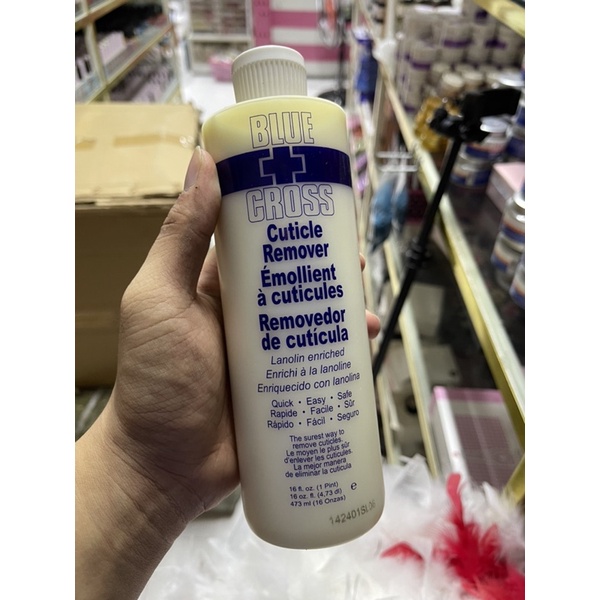 BLUE
CROSS
Cuticle
Remover
Émollient
à cuticules
Removedor
de cutícula
Lanolin enriched
Enrichi à la lanoline
Enriquecido con lanolina
Quick • Easy • Safe
Rapide • Facile • Sûr
Rápido • Fàcil • Seguro
The surest way to
remove cuticles.
Le moyen le plus sûr
d'enlever les cuticules.
La mejor manera
de eliminar la cutícula
16 fl. oz. (1 Pint)
16 oz. fl. (4,73 dl) e
473 ml (16 Onzas)